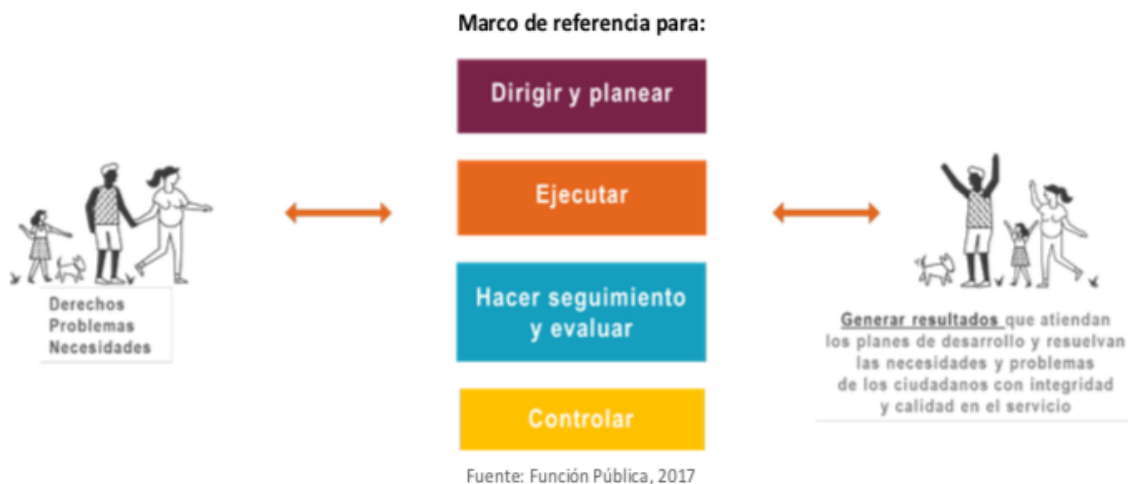 Marco de referencia para:
Dirigir y planear
Ejecutar
Hacer seguimiento
y evaluar
Controlar
Derechos
Problemas
Necesidades
Generar resultados que atiendan
los planes de desarrollo y resuelvan
las necesidades y problemas
de los ciudadanos con integridad
y calidad en el servicio
Fuente: Función Pública, 2017